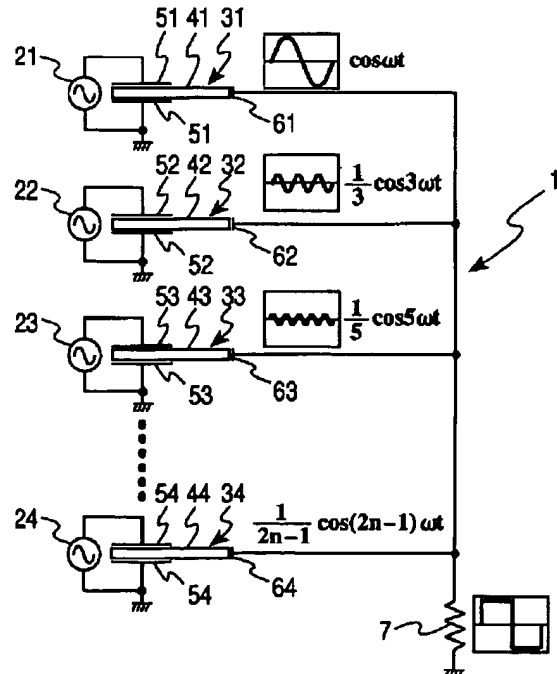 51 41 31
21
cosωt
51
61
1
52 42 32
22
1/3 cos3ωt
52
62
53 43 33
23
1/5 cos5ωt
53
63
54 44 34
24
1/2n−1 cos(2n−1)ωt
54
64
7